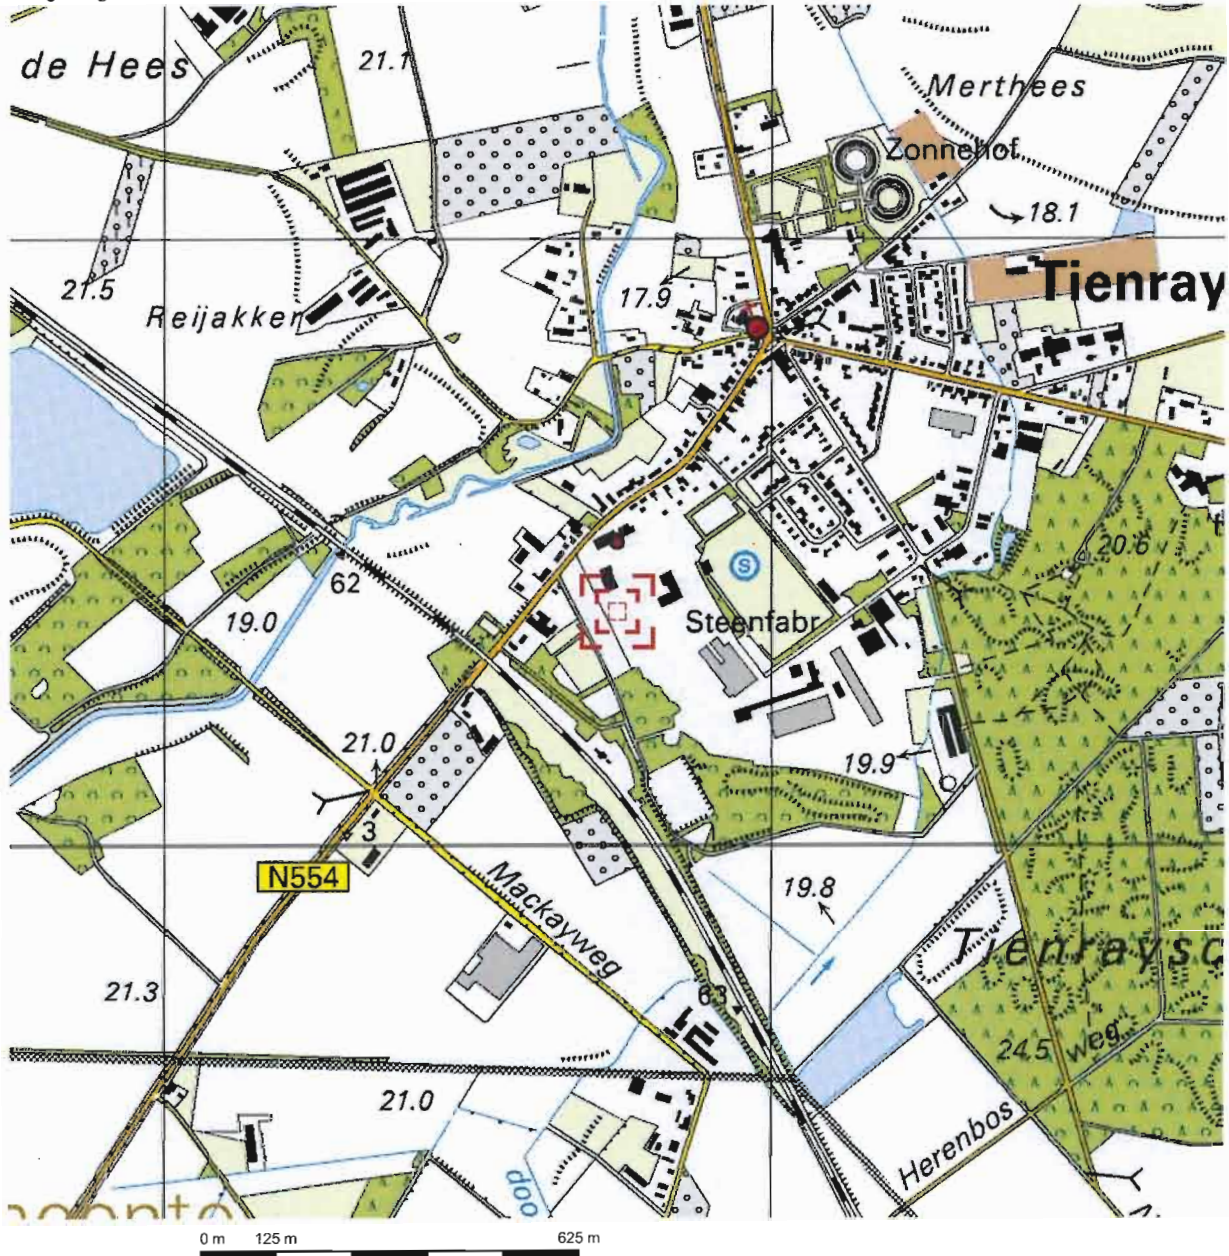 de Hees
21.1
Merthees
Zonnehof
18.1
21.5
17.9
Tienray
Reijakker
S
20.6
62
19.0
Steenfabr
21.0
19.9
3
N554
Mackayweg
19.8
Tienraysc
21.3
63
24.5
weg
21.0
Herenbos
doo
0 m 125 m 625 m